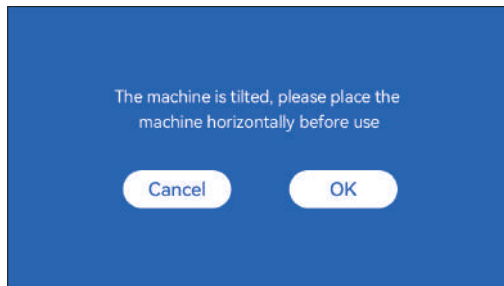 The machine is tilted, please place the
machine horizontally before use
Cancel
OK